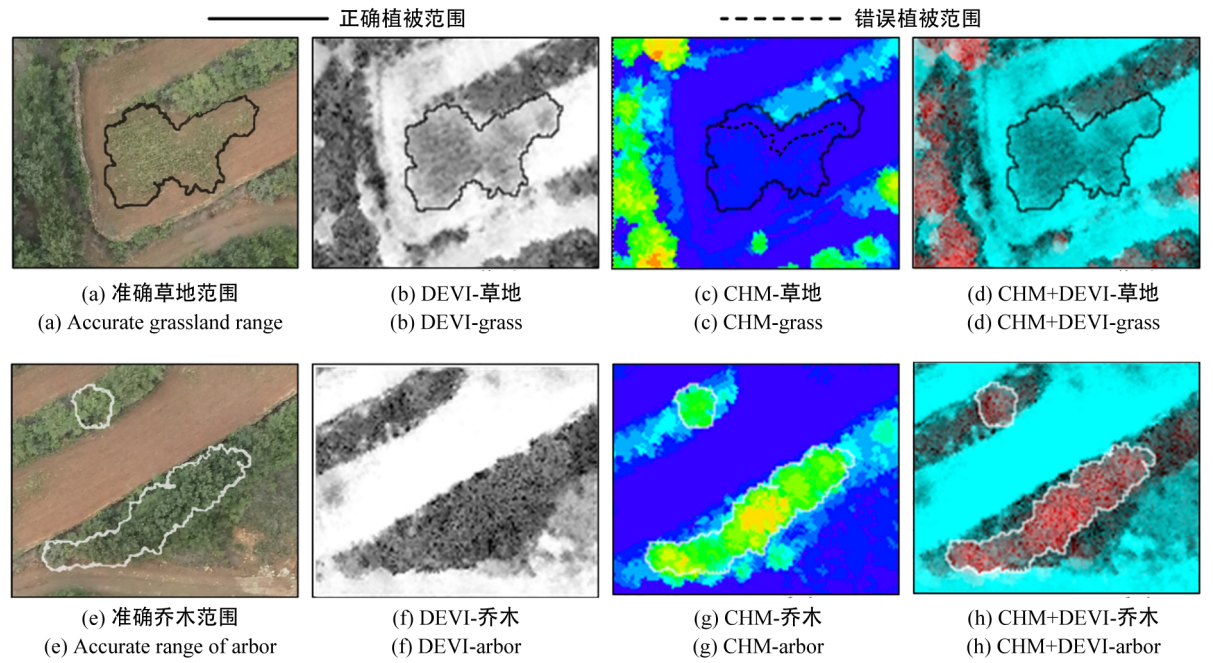 正确植被范围 错误植被范围
(a) 准确草地范围 (b) DEVI-草地 (c) CHM-草地 (d) CHM+DEVI-草地
(a) Accurate grassland range (b) DEVI-grass (c) CHM-grass (d) CHM+DEVI-grass
(e) 准确乔木范围 (f) DEVI-乔木 (g) CHM-乔木 (h) CHM+DEVI-乔木
(e) Accurate range of arbor (f) DEVI-arbor (g) CHM-arbor (h) CHM+DEVI-arbor